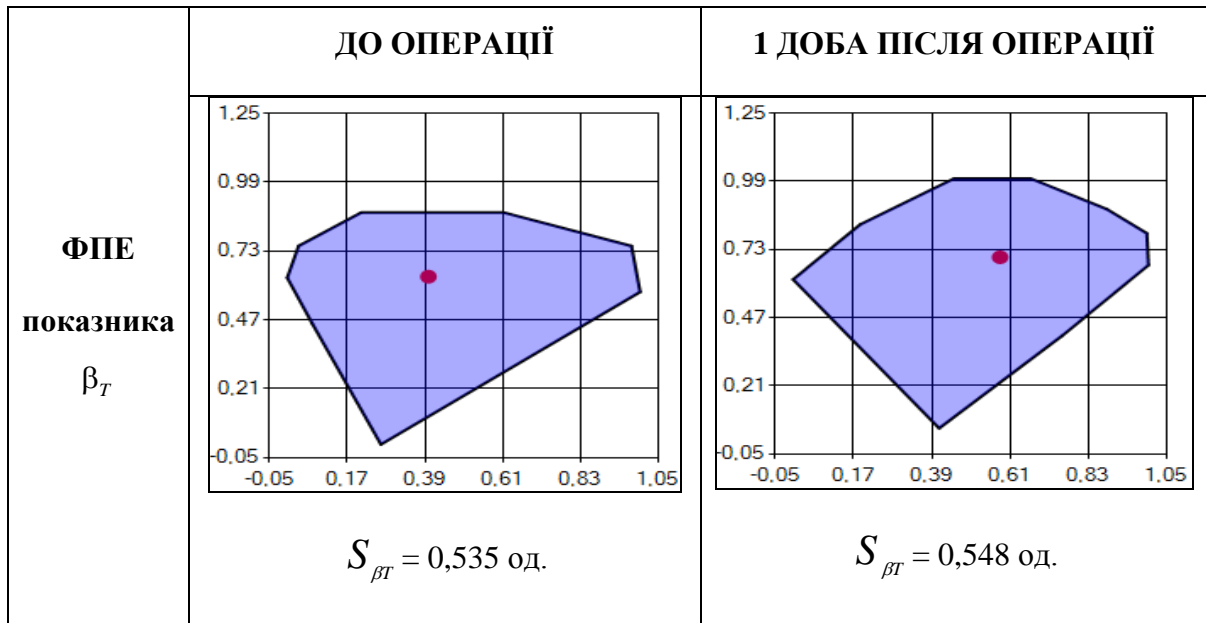 ДО ОПЕРАЦІЇ
1 ДОБА ПІСЛЯ ОПЕРАЦІЇ
ФПЕ
показника
β_T
1,25
0,99
0,73
0,47
0,21
-0,05
-0,05 0,17 0,39 0,61 0,83 1,05
S_βT = 0,535 од.
1,25
0,99
0,73
0,47
0,21
-0,05
-0,05 0,17 0,39 0,61 0,83 1,05
S_βT = 0,548 од.